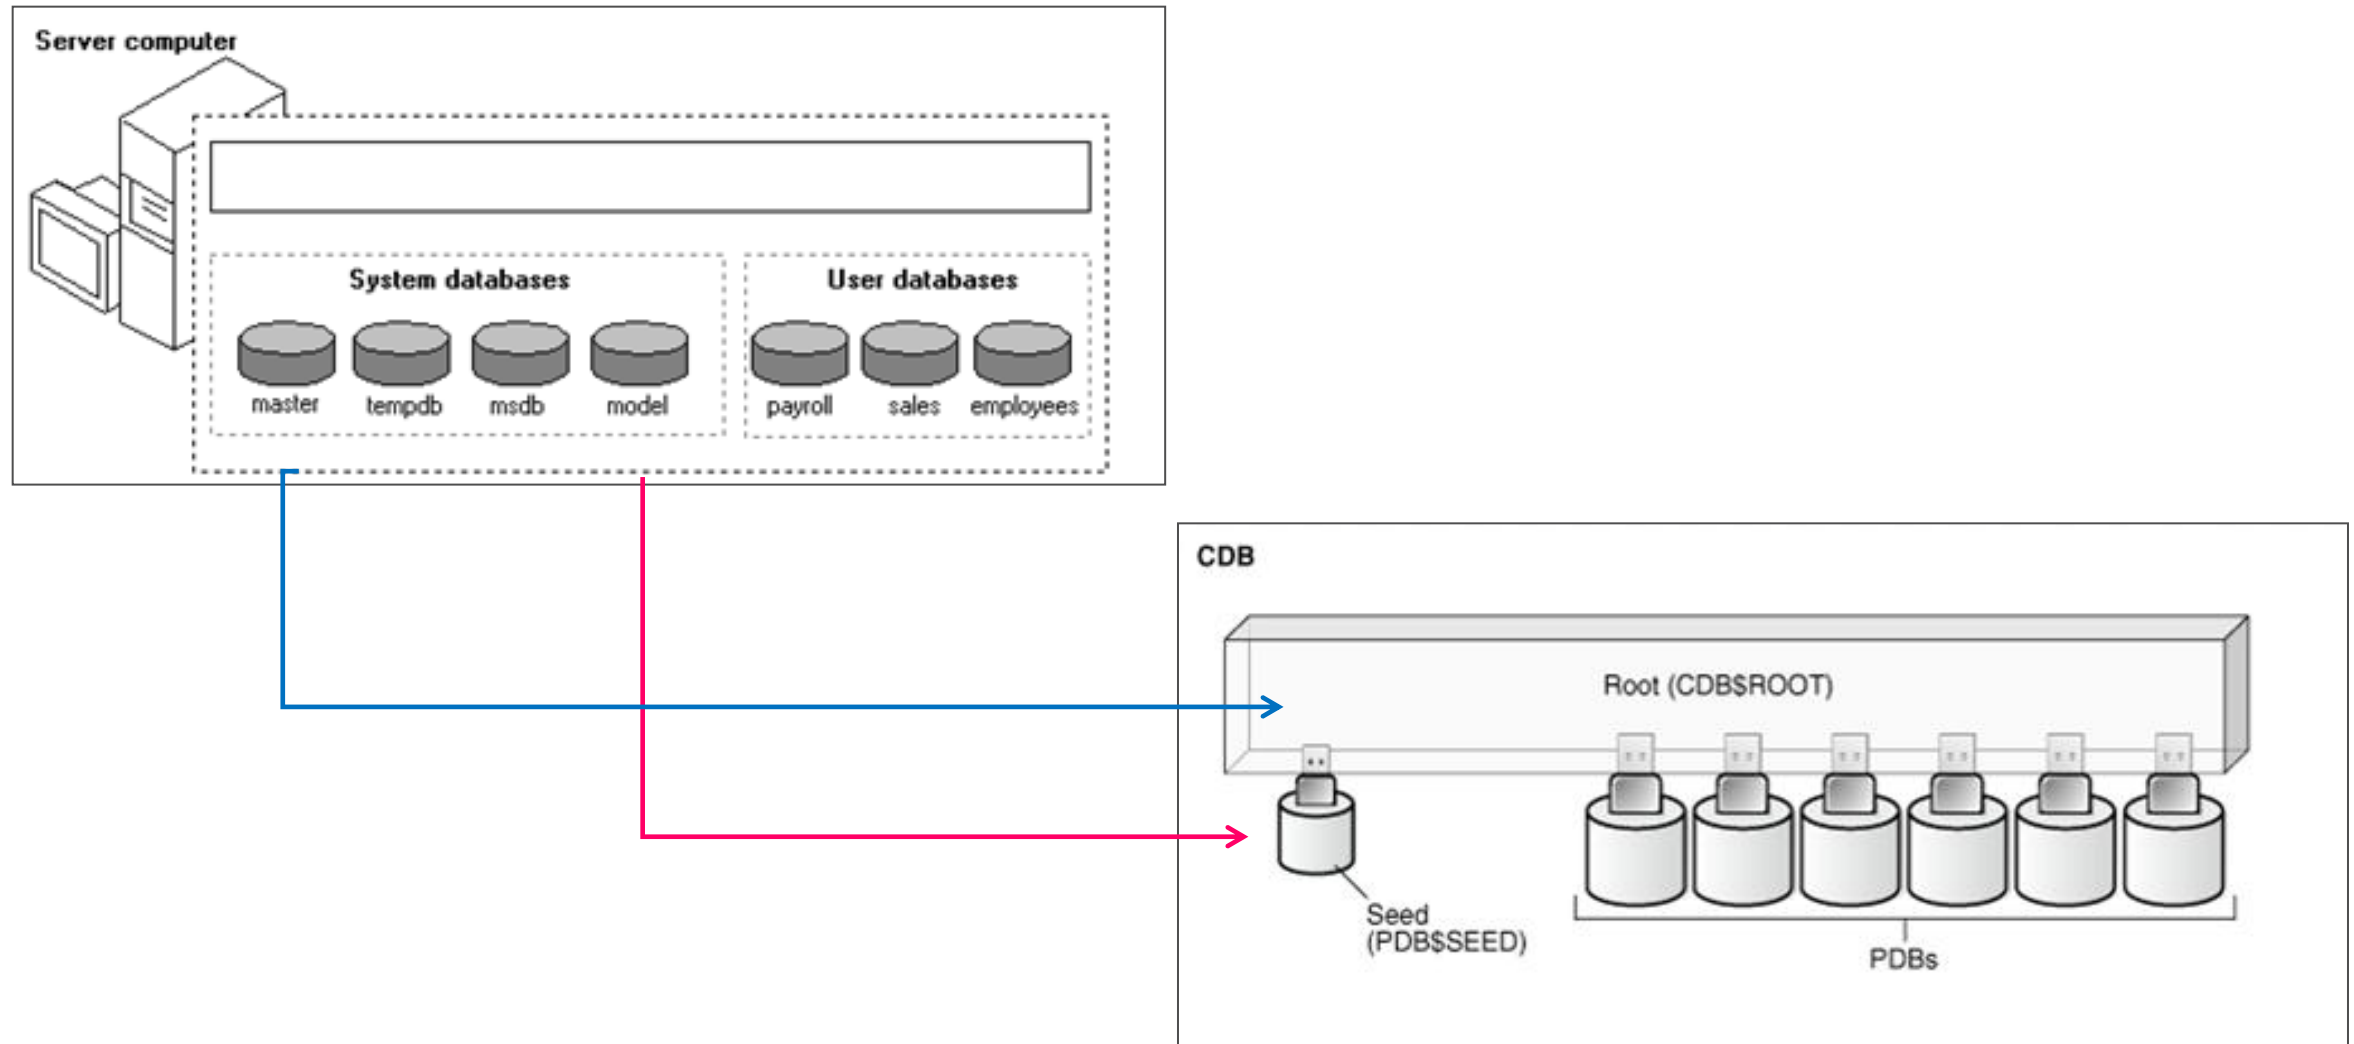 Server computer
System databases
User databases
master
tempdb
msdb
model
payroll
sales
employees
CDB
Root (CDB$ROOT)
Seed
(PDB$SEED)
PDBs